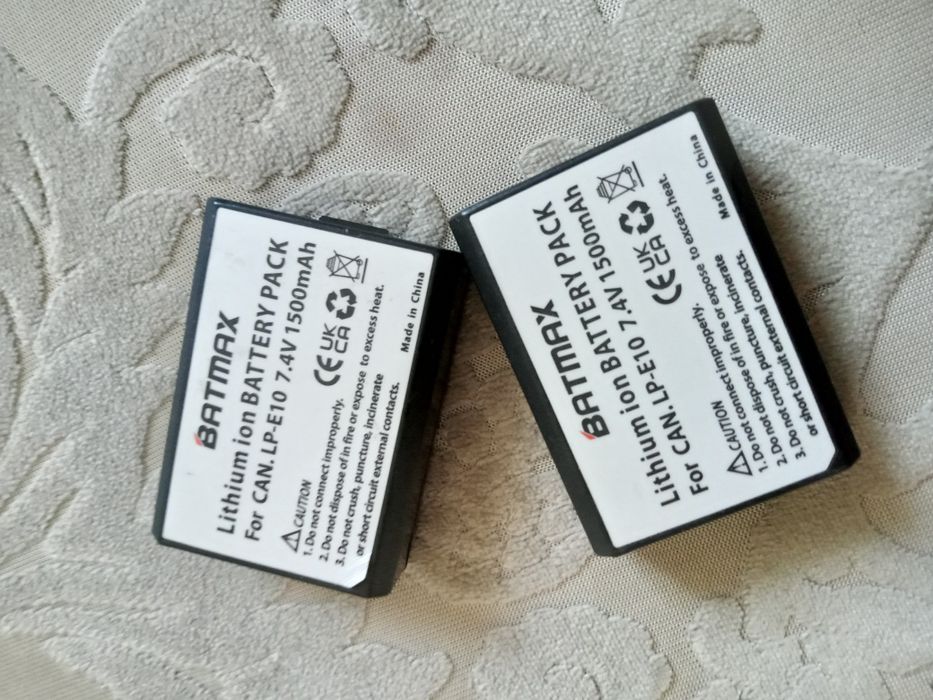 BATMAX
Lithium ion BATTERY PACK
For CAN. LP-E10 7.4V 1500mAh
CE UKCA
CAUTION
1. Do not connect improperly.
2. Do not dispose of in fire or expose to excess heat.
3. Do not crush, puncture, incinerate
or short circuit external contacts.
Made in China
BATMAX
Lithium ion BATTERY PACK
For CAN. LP-E10 7.4V 1500mAh
CE UKCA
CAUTION
1. Do not connect improperly.
2. Do not dispose of in fire or expose to excess heat.
3. Do not crush, puncture, incinerate
or short circuit external contacts.
Made in China